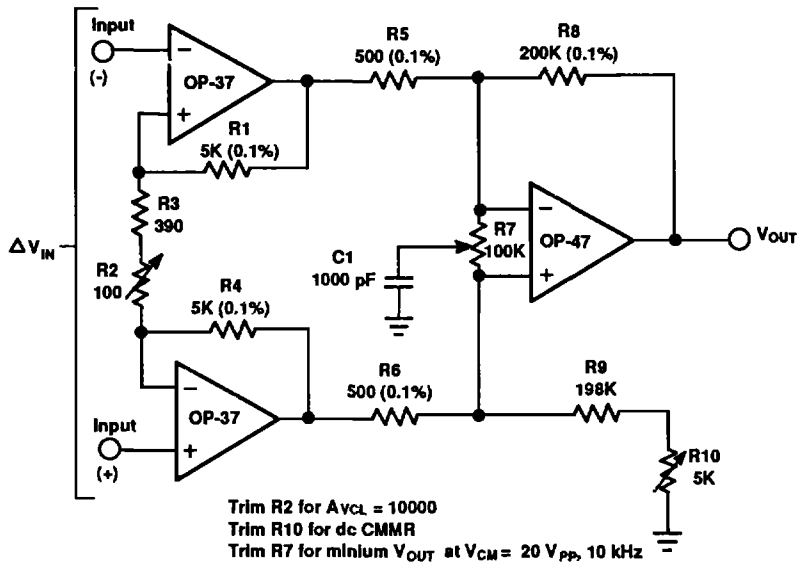 Input
(-)
−
OP-37
+
R1
5K (0.1%)
R5
500 (0.1%)
R8
200K (0.1%)
R3
390
ΔVIN
R2
100
R4
5K (0.1%)
C1
1000 pF
R7
100K
−
OP-47
+
VOUT
Input
(+)
−
OP-37
+
R6
500 (0.1%)
R9
198K
R10
5K
Trim R2 for AVCL = 10000
Trim R10 for dc CMMR
Trim R7 for minium VOUT at VCM = 20 VPP, 10 kHz